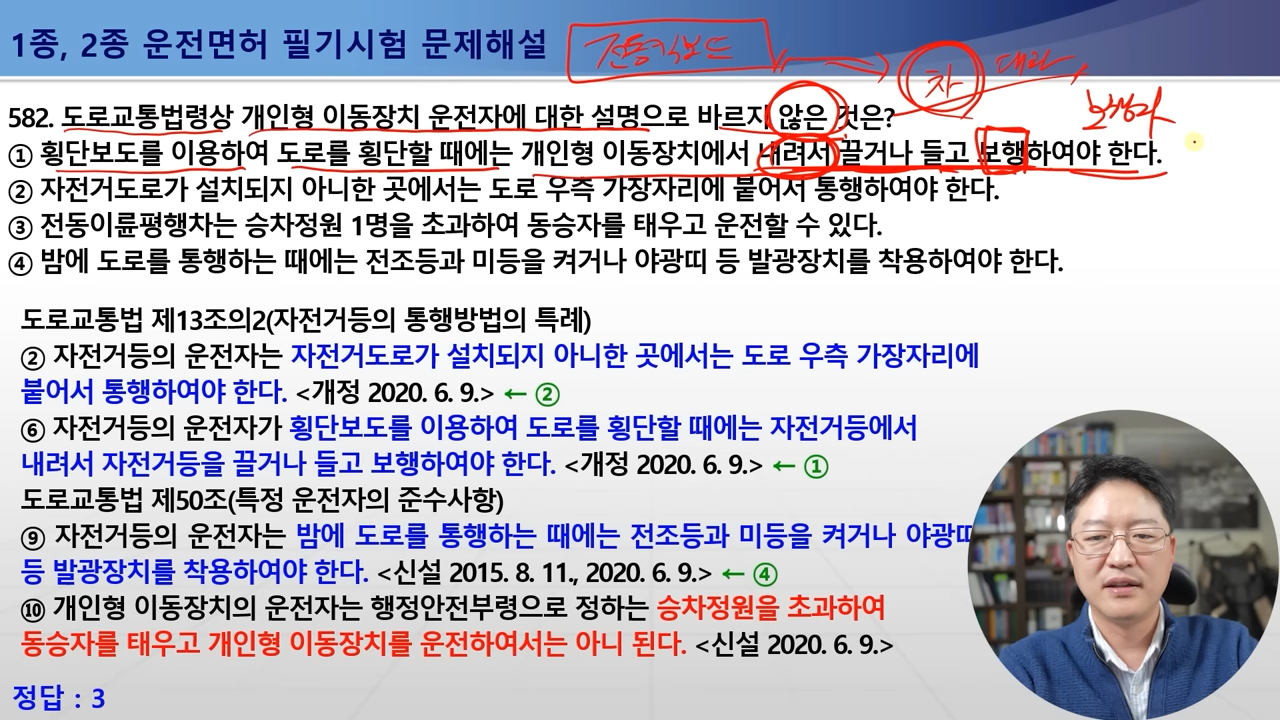 1종, 2종 운전면허 필기시험 문제해설
전동킥보드
차
보행자
582. 도로교통법령상 개인형 이동장치 운전자에 대한 설명으로 바르지 않은 것은?
① 횡단보도를 이용하여 도로를 횡단할 때에는 개인형 이동장치에서 내려서 끌거나 들고 보행하여야 한다.
② 자전거도로가 설치되지 아니한 곳에서는 도로 우측 가장자리에 붙어서 통행하여야 한다.
③ 전동이륜평행차는 승차정원 1명을 초과하여 동승자를 태우고 운전할 수 있다.
④ 밤에 도로를 통행하는 때에는 전조등과 미등을 켜거나 야광띠 등 발광장치를 착용하여야 한다.
도로교통법 제13조의2(자전거등의 통행방법의 특례)
② 자전거등의 운전자는 자전거도로가 설치되지 아니한 곳에서는 도로 우측 가장자리에
붙어서 통행하여야 한다. <개정 2020. 6. 9.> ← ②
⑥ 자전거등의 운전자가 횡단보도를 이용하여 도로를 횡단할 때에는 자전거등에서
내려서 자전거등을 끌거나 들고 보행하여야 한다. <개정 2020. 6. 9.> ← ①
도로교통법 제50조(특정 운전자의 준수사항)
⑨ 자전거등의 운전자는 밤에 도로를 통행하는 때에는 전조등과 미등을 켜거나 야광띠
등 발광장치를 착용하여야 한다. <신설 2015. 8. 11., 2020. 6. 9.> ← ④
⑩ 개인형 이동장치의 운전자는 행정안전부령으로 정하는 승차정원을 초과하여
동승자를 태우고 개인형 이동장치를 운전하여서는 아니 된다. <신설 2020. 6. 9.>
정답 : 3